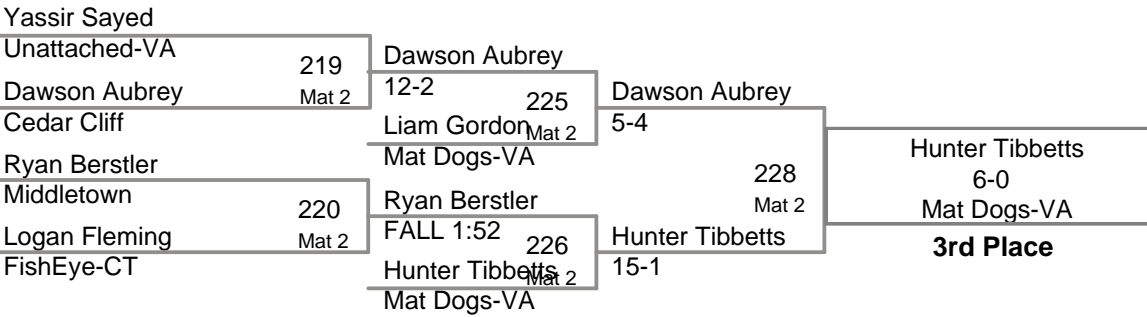 Yassir Sayed
Unattached-VA
219
Mat 2
Dawson Aubrey
Cedar Cliff
Ryan Berstler
Middletown
220
Mat 2
Logan Fleming
FishEye-CT
Dawson Aubrey
12-2
225
Mat 2
Liam Gordon
Mat Dogs-VA
Ryan Berstler
FALL 1:52
226
Mat 2
Hunter Tibbetts
Mat Dogs-VA
Dawson Aubrey
5-4
228
Mat 2
Hunter Tibbetts
15-1
Hunter Tibbetts
6-0
Mat Dogs-VA
3rd Place